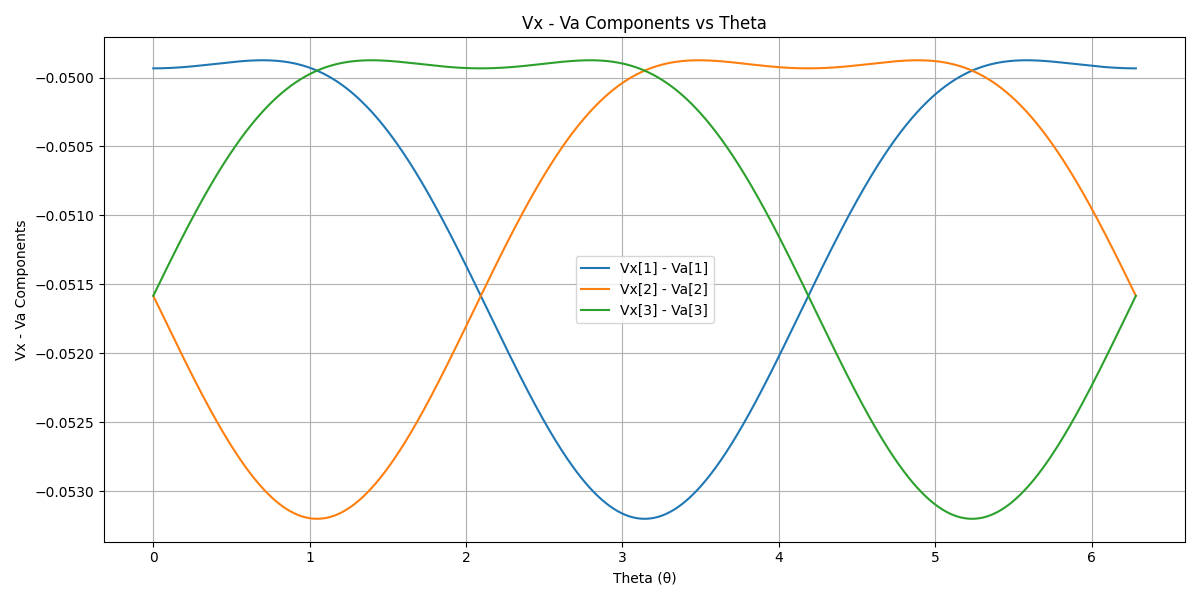 Vx - Va Components vs Theta
Vx - Va Components
−0.0500
−0.0505
−0.0510
−0.0515
−0.0520
−0.0525
−0.0530
Vx[1] - Va[1]
Vx[2] - Va[2]
Vx[3] - Va[3]
0 1 2 3 4 5 6
Theta (θ)